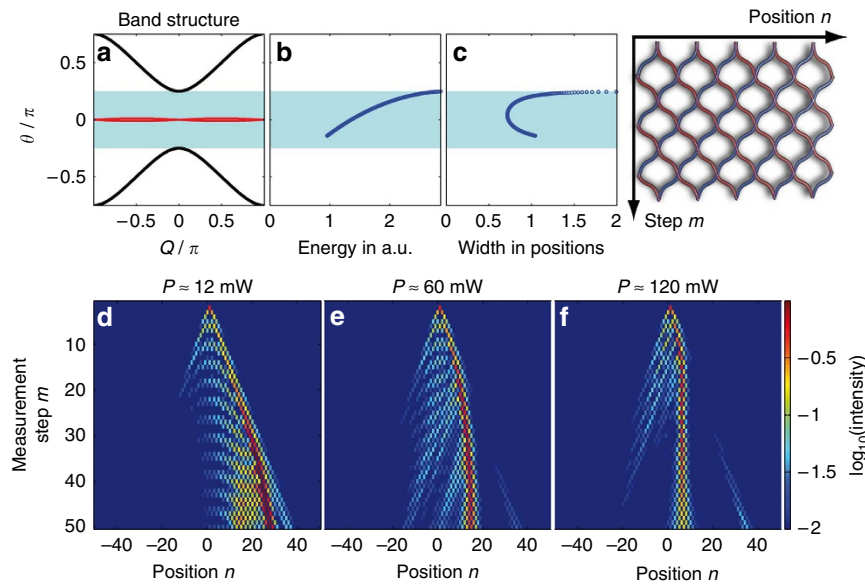 Band structure
a
b
c
0.5
0
−0.5
θ / π
−0.5 0 0.5
Q / π
1 2
Energy in a.u.
0 0.5 1 1.5 2
Width in positions
Position n
Step m
P ≈ 12 mW
P ≈ 60 mW
P ≈ 120 mW
d
e
f
Measurement
step m
10
20
30
40
50
−40 −20 0 20 40
Position n
−40 −20 0 20 40
Position n
−40 −20 0 20 40
Position n
−0.5
−1
−1.5
−2
log10(intensity)